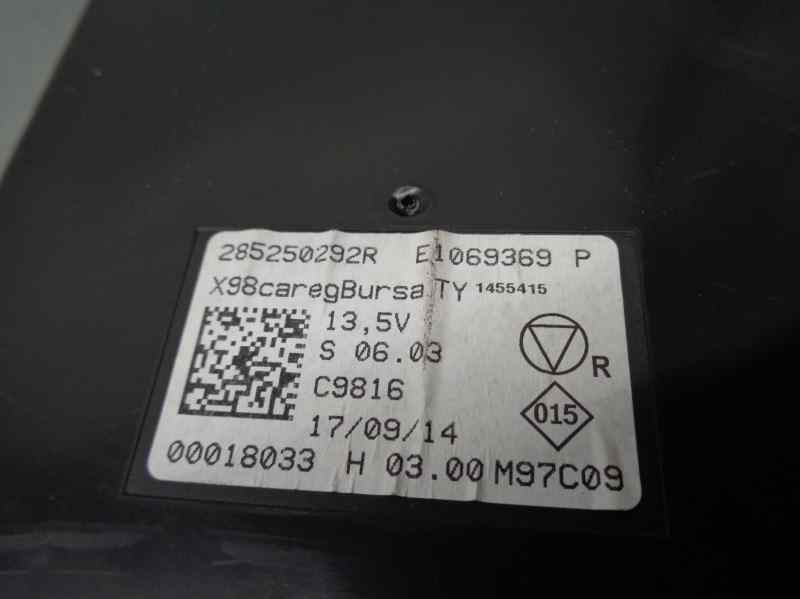 285250292R E1069369 P
X98caregBursa TY 1455415
13,5V
S 06.03
R
C9816
015
17/09/14
00018033 H 03.00 M97C09